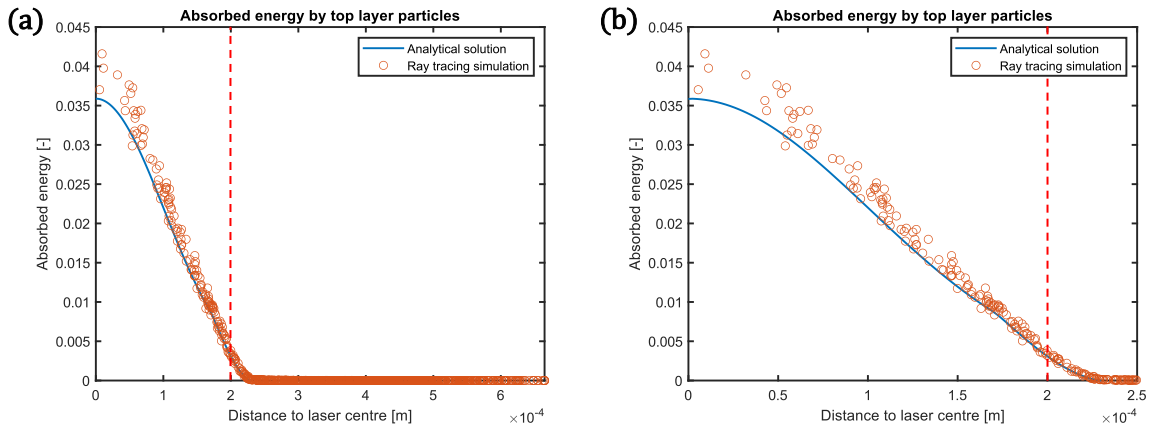 (a)
Absorbed energy by top layer particles
Absorbed energy [-]
0.045
0.04
0.035
0.03
0.025
0.02
0.015
0.01
0.005
0
Analytical solution
Ray tracing simulation
0 1 2 3 4 5 6
Distance to laser centre [m]
×10⁻⁴
(b)
Absorbed energy by top layer particles
Absorbed energy [-]
0.045
0.04
0.035
0.03
0.025
0.02
0.015
0.01
0.005
0
Analytical solution
Ray tracing simulation
0 0.5 1 1.5 2 2.5
Distance to laser centre [m]
×10⁻⁴